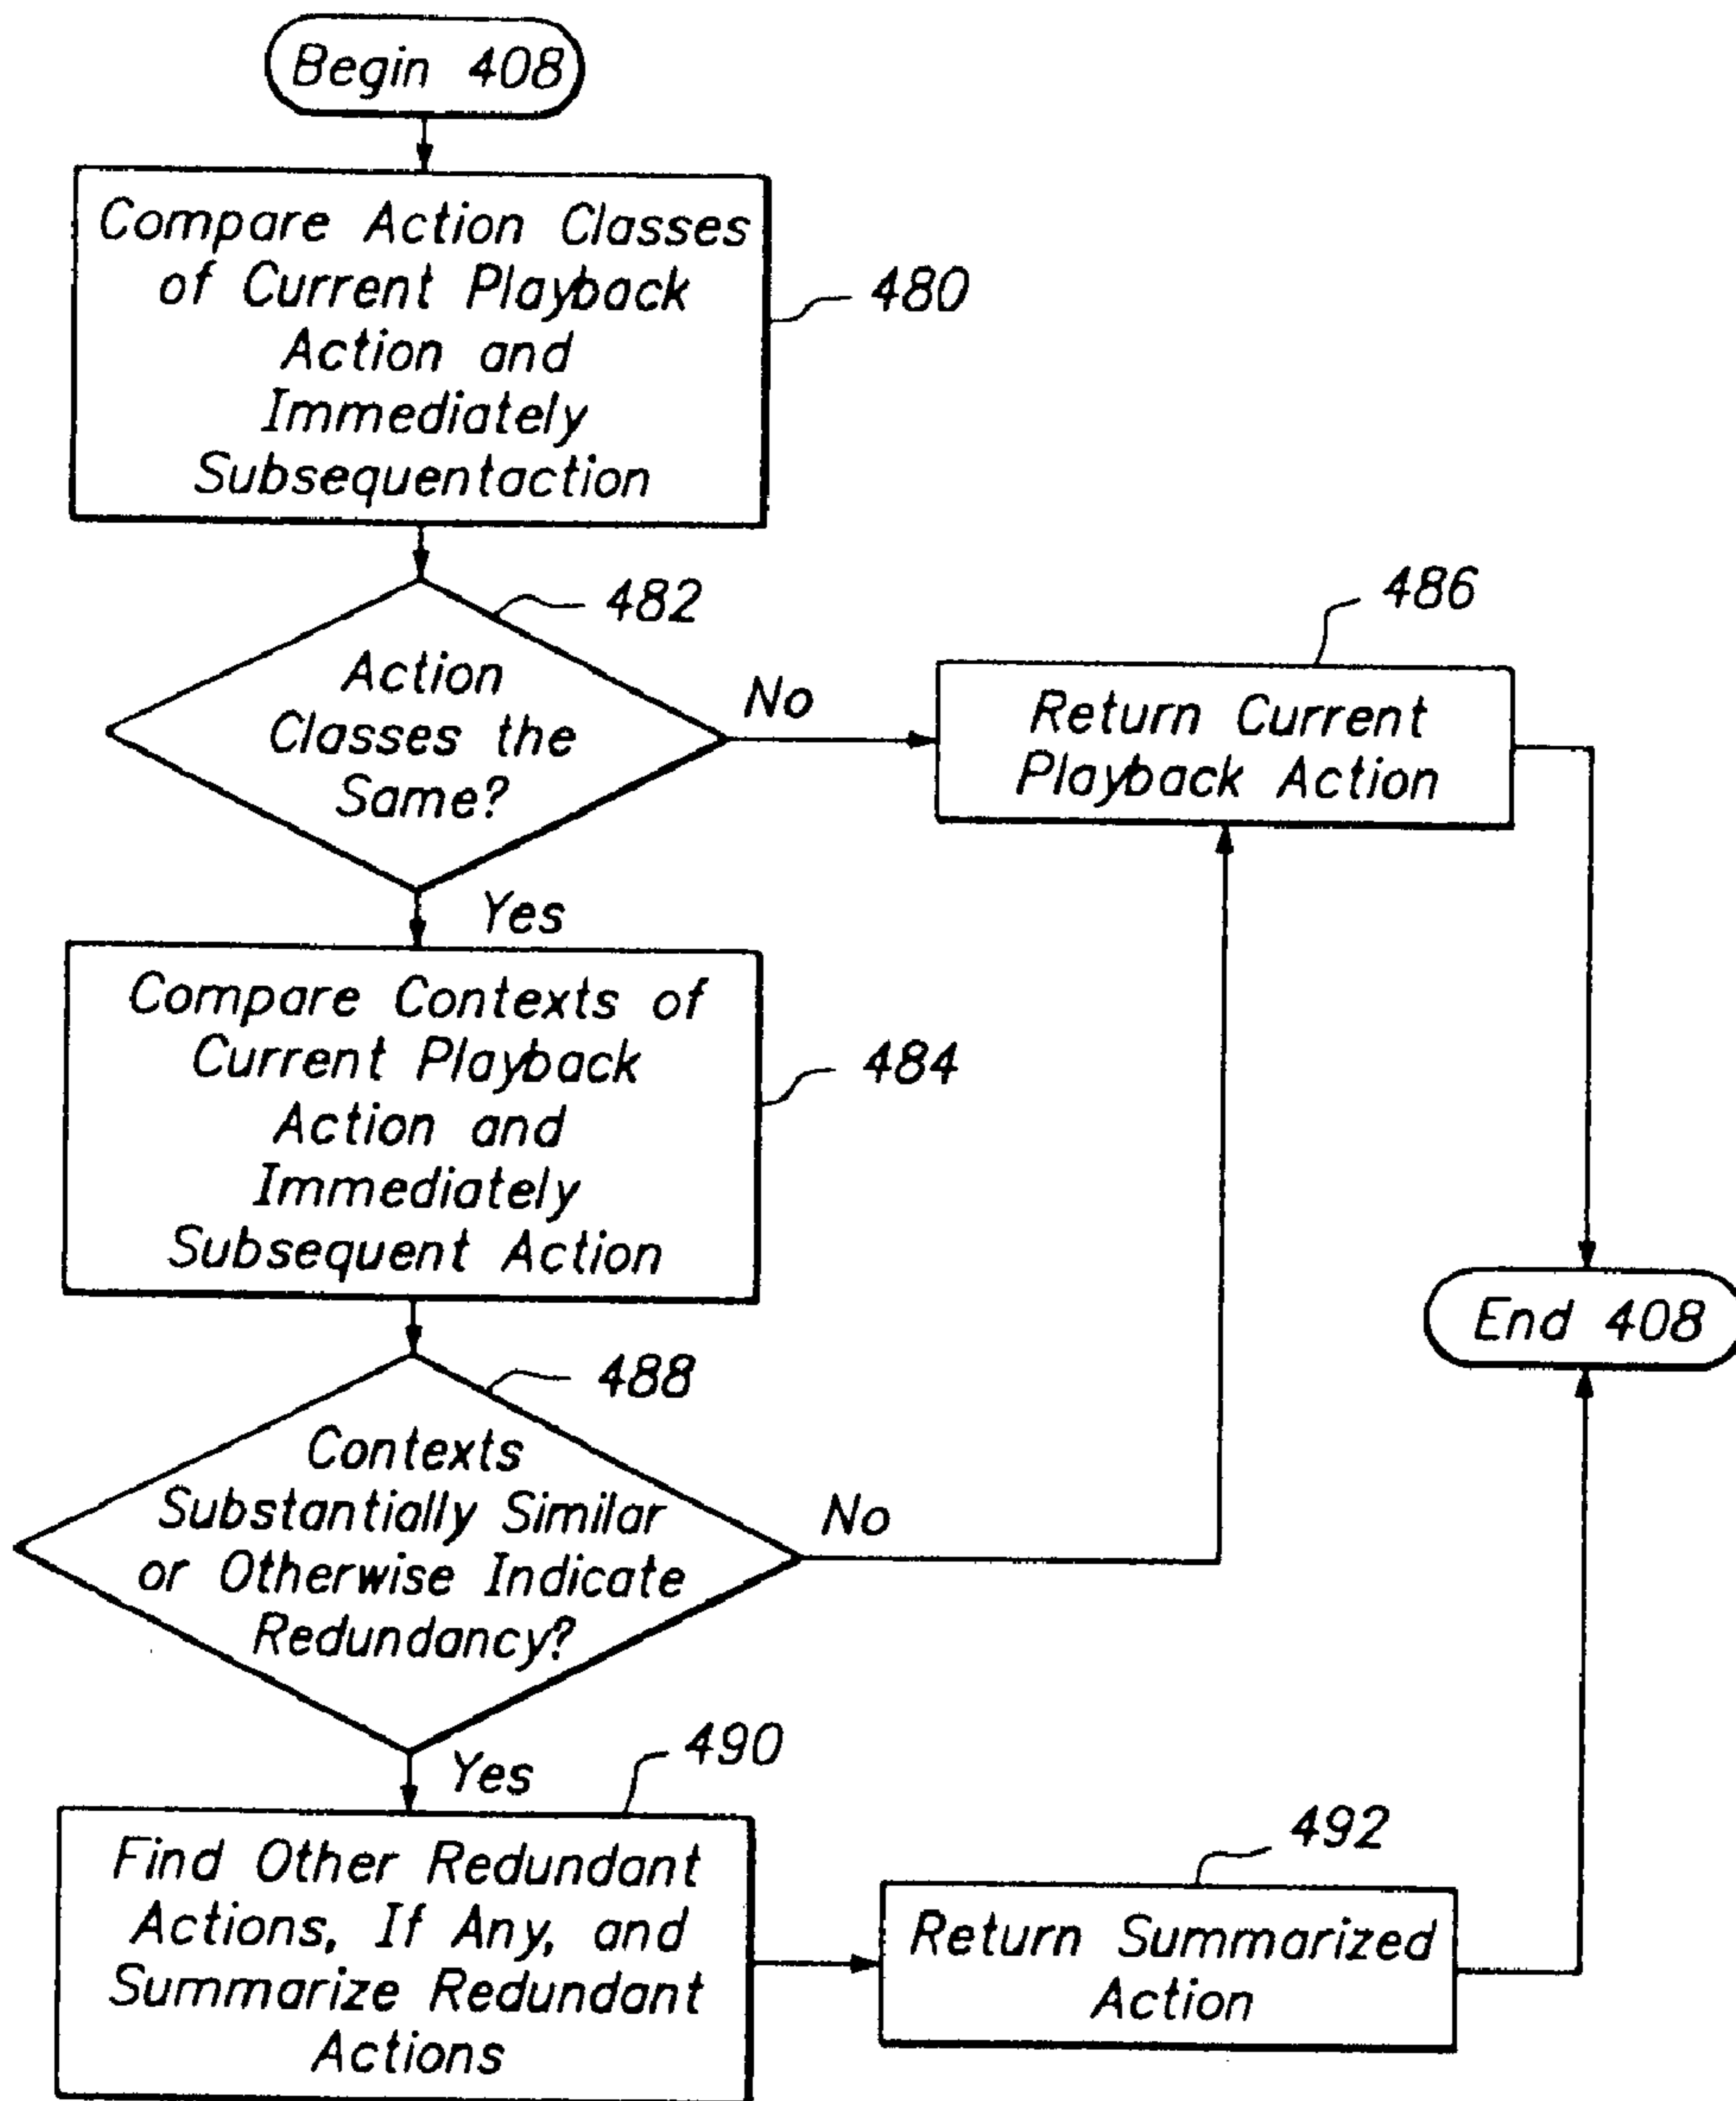 Begin 408
Compare Action Classes
of Current Playback
Action and
Immediately
Subsequentaction
480
482
Action
Classes the
Same?
No
486
Return Current
Playback Action
Yes
Compare Contexts of
Current Playback
Action and
Immediately
Subsequent Action
484
End 408
488
Contexts
Substantially Similar
or Otherwise Indicate
Redundancy?
No
Yes
490
Find Other Redundant
Actions, If Any, and
Summarize Redundant
Actions
492
Return Summarized
Action